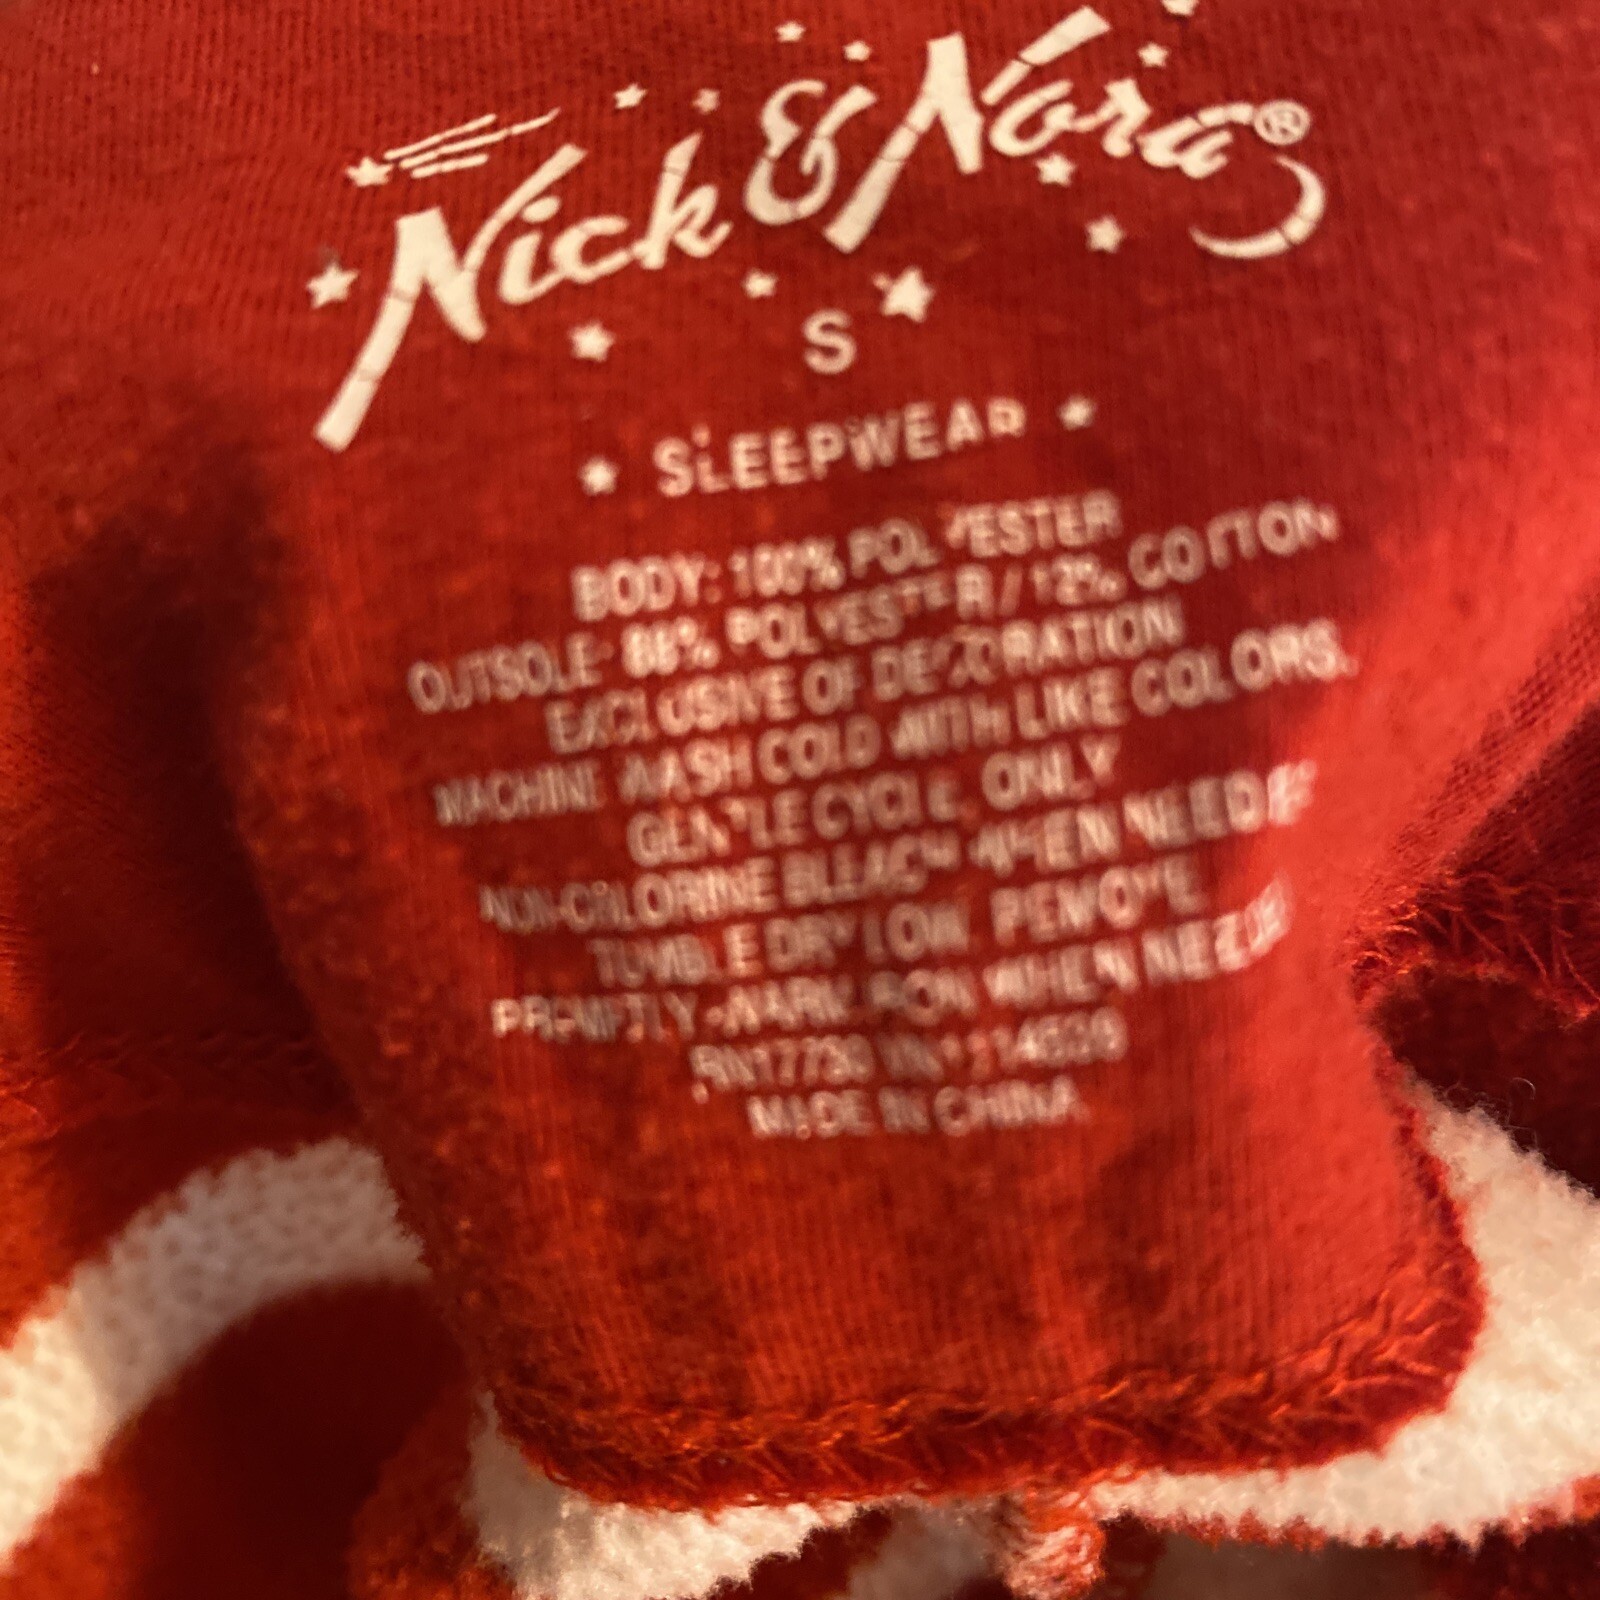 Nick & Nora®
S
SLEEPWEAR
BODY: 100% POLYESTER
OUTSOLE: 88% POLYESTER / 12% COTTON
EXCLUSIVE OF DECORATION
MACHINE WASH COLD WITH LIKE COLORS.
GENTLE CYCLE. ONLY
NON-CHLORINE BLEACH WHEN NEEDED
TUMBLE DRY LOW. REMOVE
PROMPTLY. WARM IRON WHEN NEEDED
MADE IN CHINA